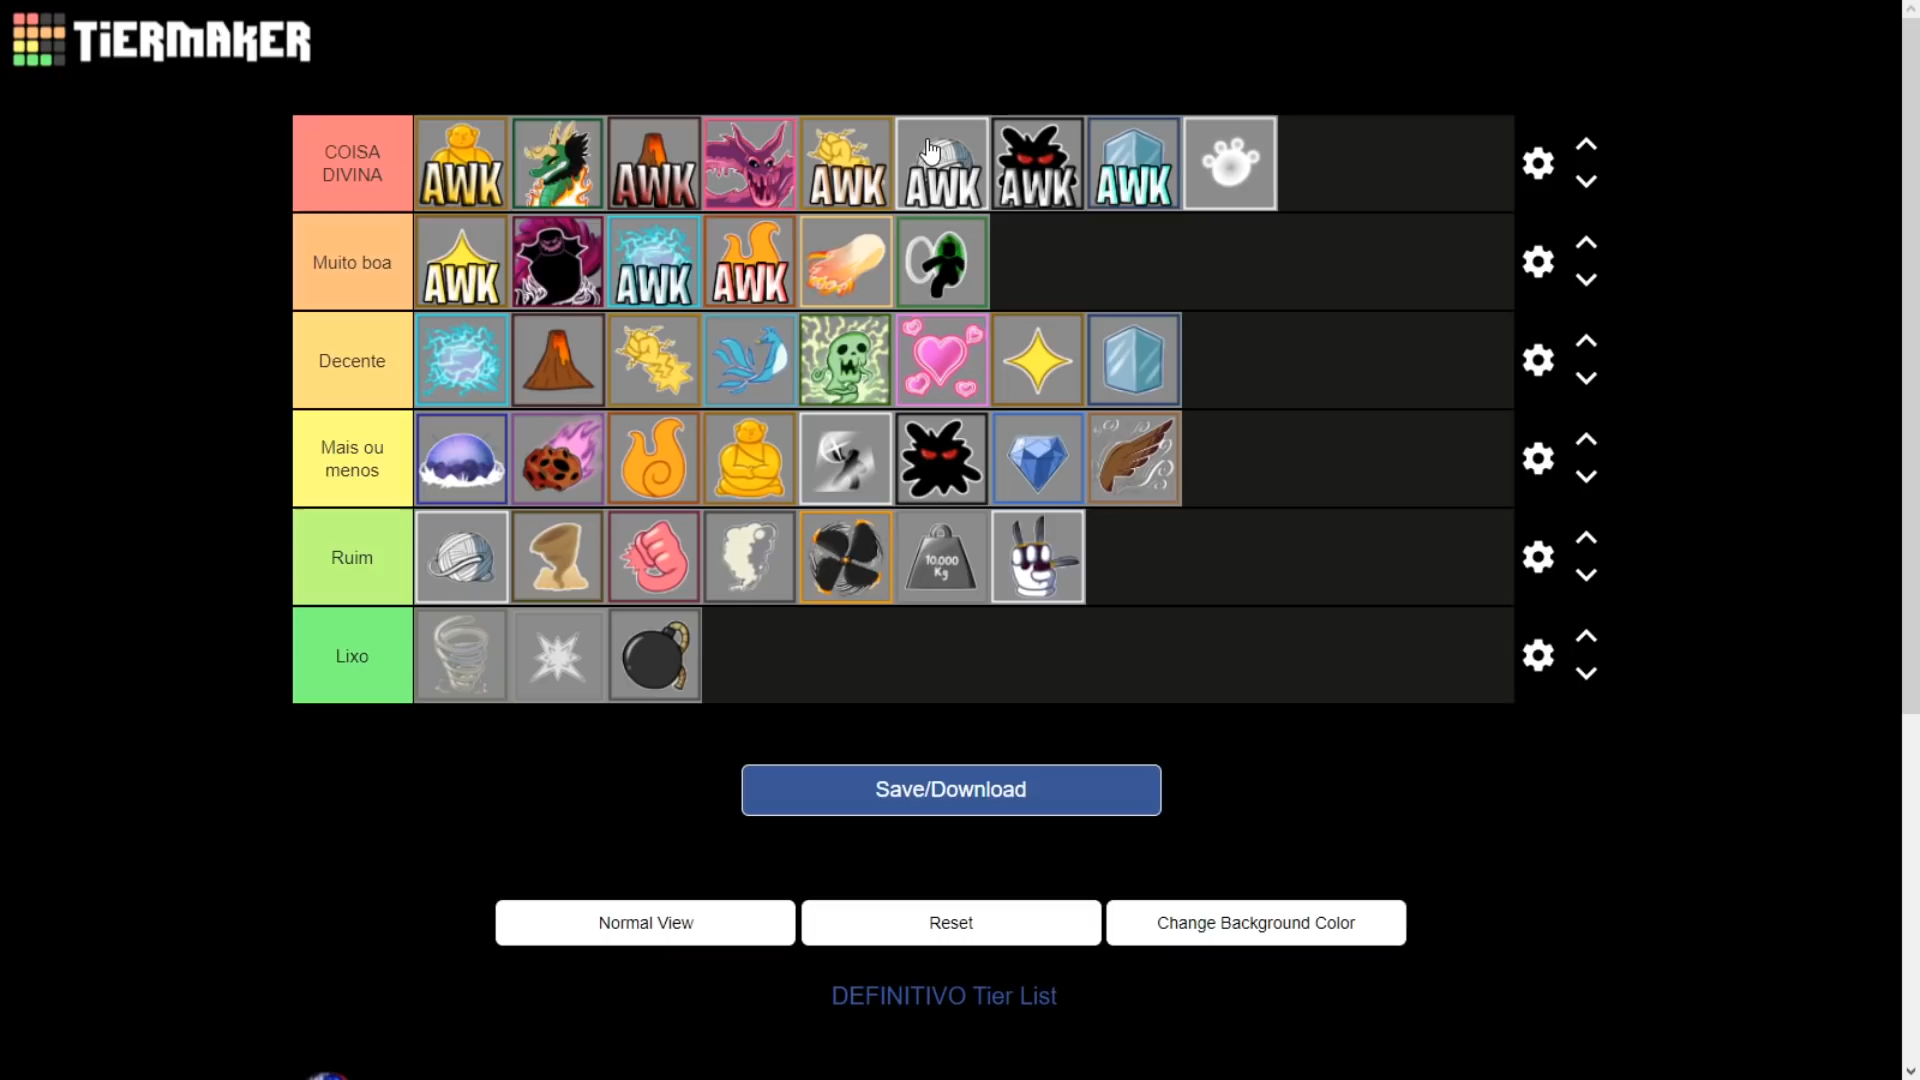 TiERMAKER
COISA
DIVINA
AWK
AWK
AWK
AWK
AWK
AWK
Muito boa
AWK
AWK
AWK
Decente
Mais ou
menos
Ruim
10.000
Kg
Lixo
Save/Download
Normal View
Reset
Change Background Color
DEFINITIVO Tier List